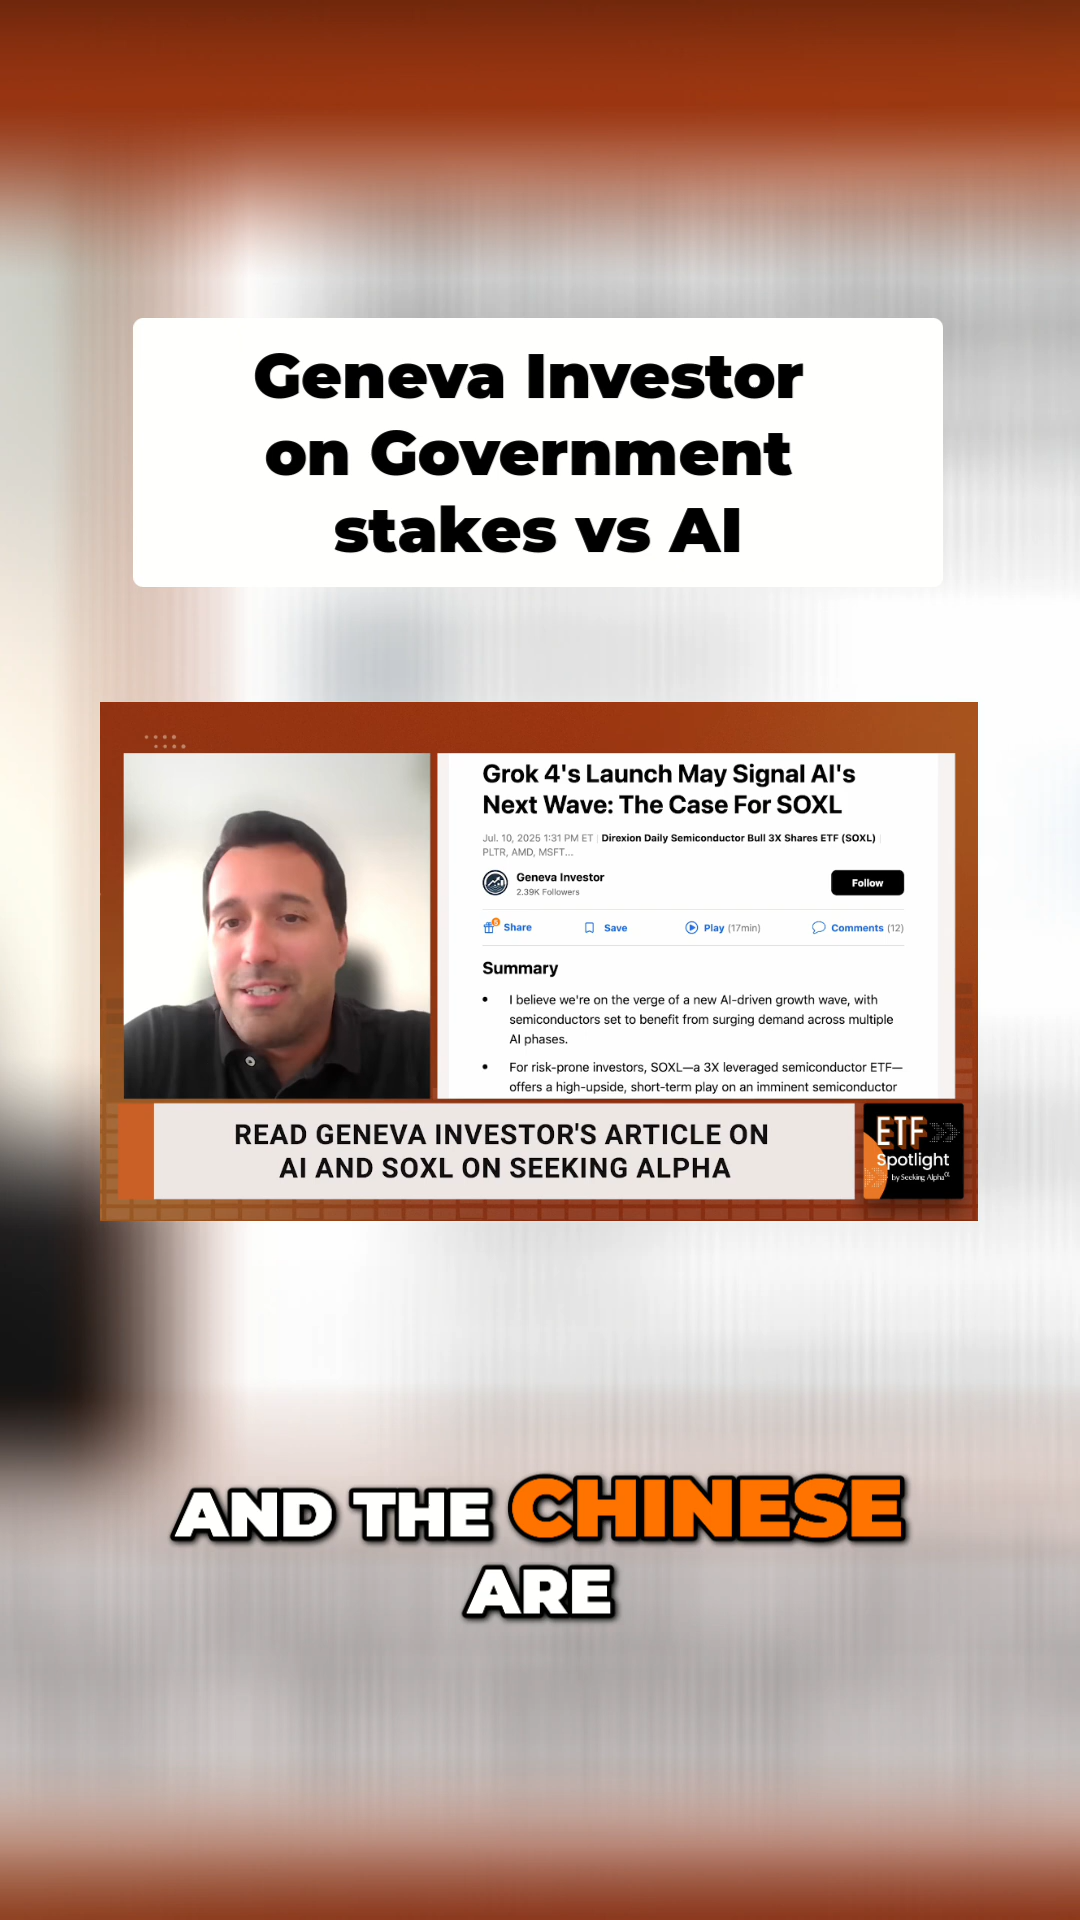 Geneva Investor
on Government
stakes vs AI
Grok 4's Launch May Signal AI's
Next Wave: The Case For SOXL
Jul. 10, 2025 1:31 PM ET | Direxion Daily Semiconductor Bull 3X Shares ETF (SOXL) |
PLTR, AMD, MSFT...
Geneva Investor
2.39K Followers
Follow
Share
Save
Play (17min)
Comments (12)
Summary
• I believe we're on the verge of a new AI-driven growth wave, with
semiconductors set to benefit from surging demand across multiple
AI phases.
• For risk-prone investors, SOXL—a 3X leveraged semiconductor ETF—
offers a high-upside, short-term play on an imminent semiconductor
READ GENEVA INVESTOR'S ARTICLE ON
AI AND SOXL ON SEEKING ALPHA
ETF
Spotlight
by Seeking Alpha α
AND THE CHINESE
ARE